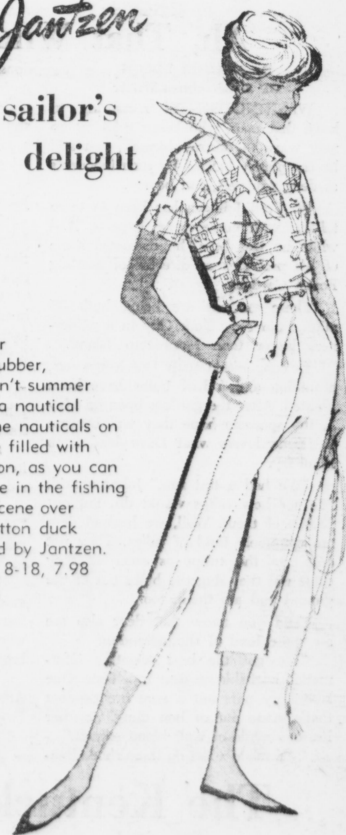 Jantzen
sailor's
delight
r
ubber,
n't summer
a nautical
ne nauticals on
filled with
on, as you can
e in the fishing
cene over
tton duck
d by Jantzen.
8-18, 7.98